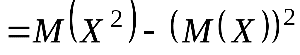 =M(X²)- (M(X))²